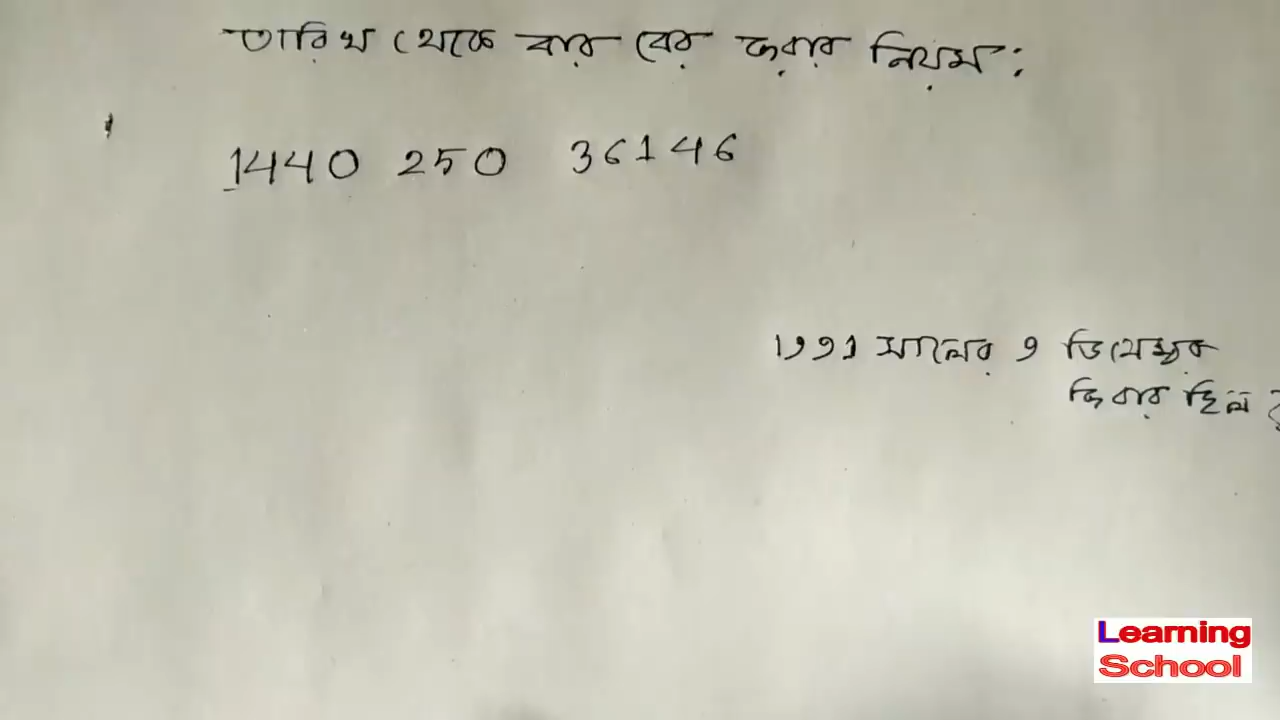 তারিখ থেকে বার বের করার নিয়ম:
1440 250 36146
১৯৭১ সালের ৭ ডিসেম্বর
কি বার ছিল ?
Learning
School